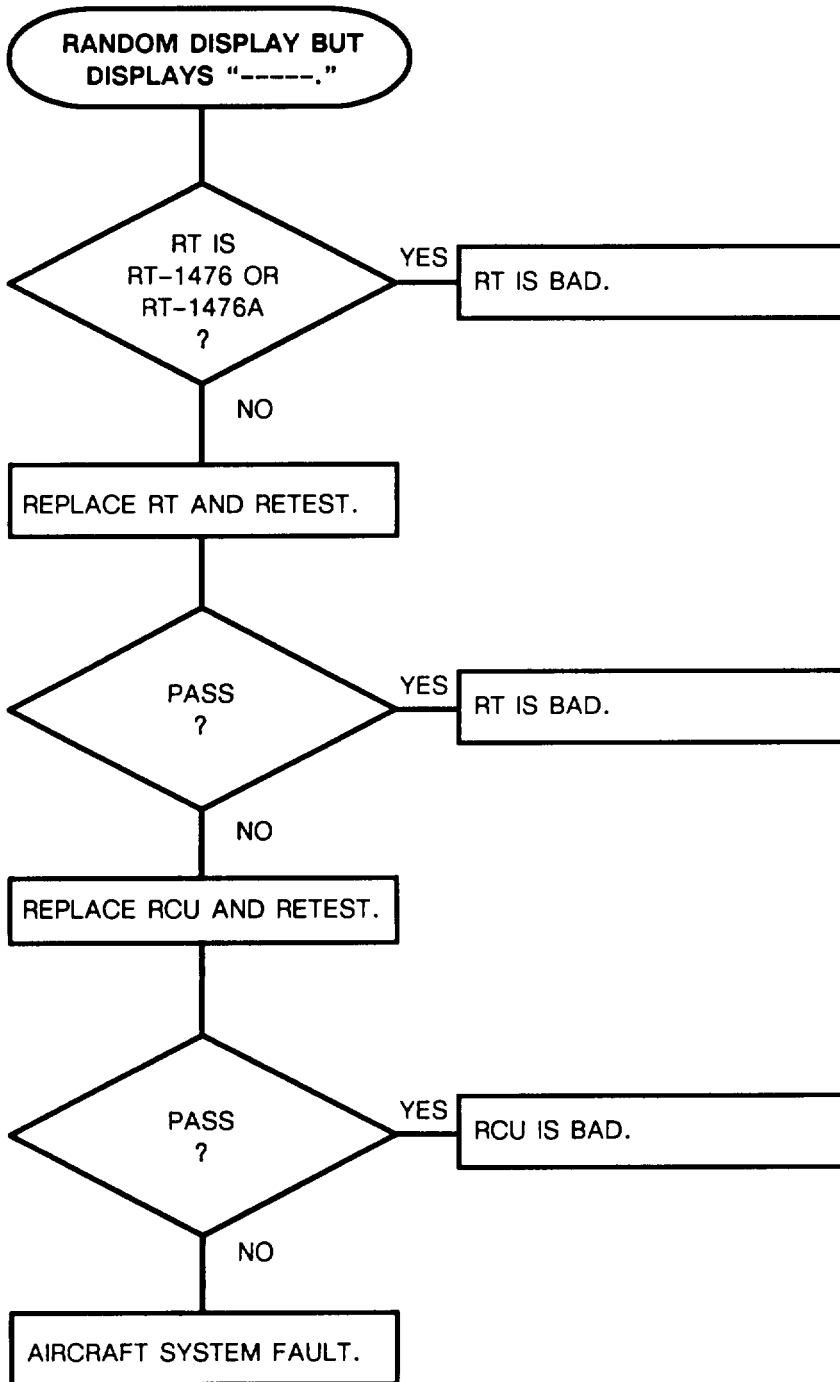 RANDOM DISPLAY BUT
DISPLAYS “-----.”
RT IS
RT-1476 OR
RT-1476A
?
YES
RT IS BAD.
NO
REPLACE RT AND RETEST.
PASS
?
YES
RT IS BAD.
NO
REPLACE RCU AND RETEST.
PASS
?
YES
RCU IS BAD.
NO
AIRCRAFT SYSTEM FAULT.